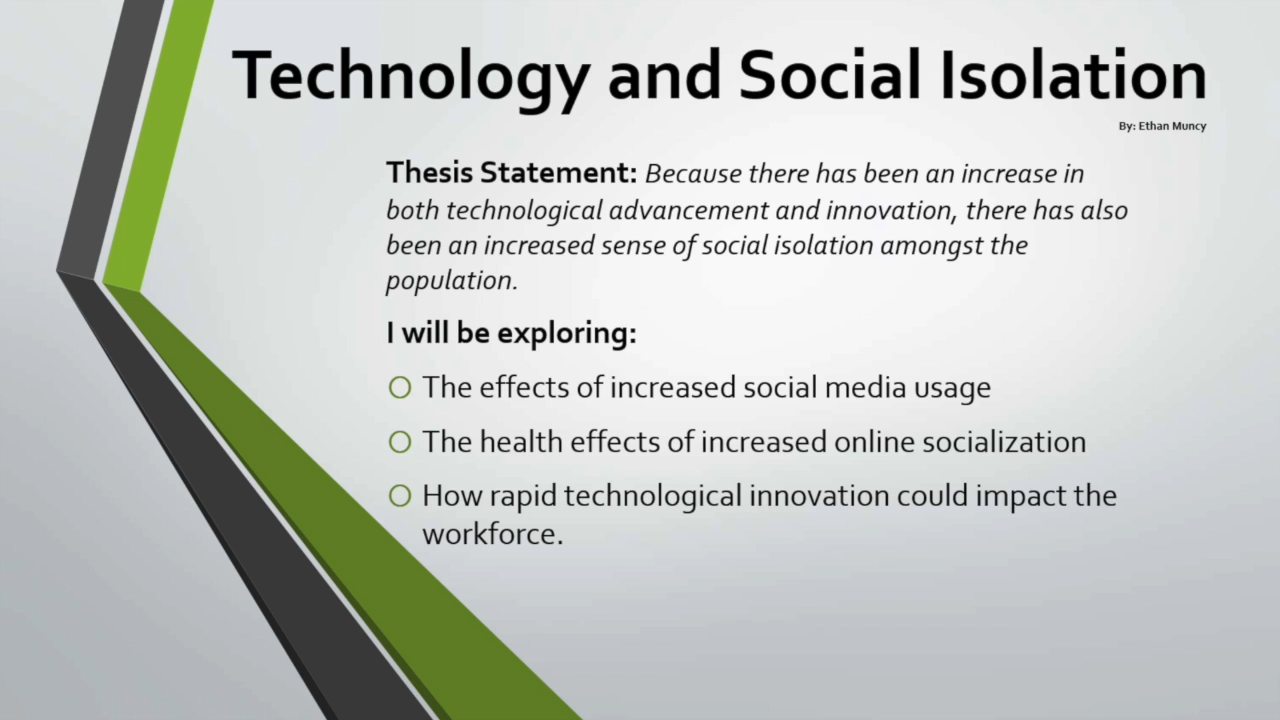 Technology and Social Isolation
By: Ethan Muncy
Thesis Statement: Because there has been an increase in
both technological advancement and innovation, there has also
been an increased sense of social isolation amongst the
population.
I will be exploring:
The effects of increased social media usage
The health effects of increased online socialization
How rapid technological innovation could impact the
workforce.